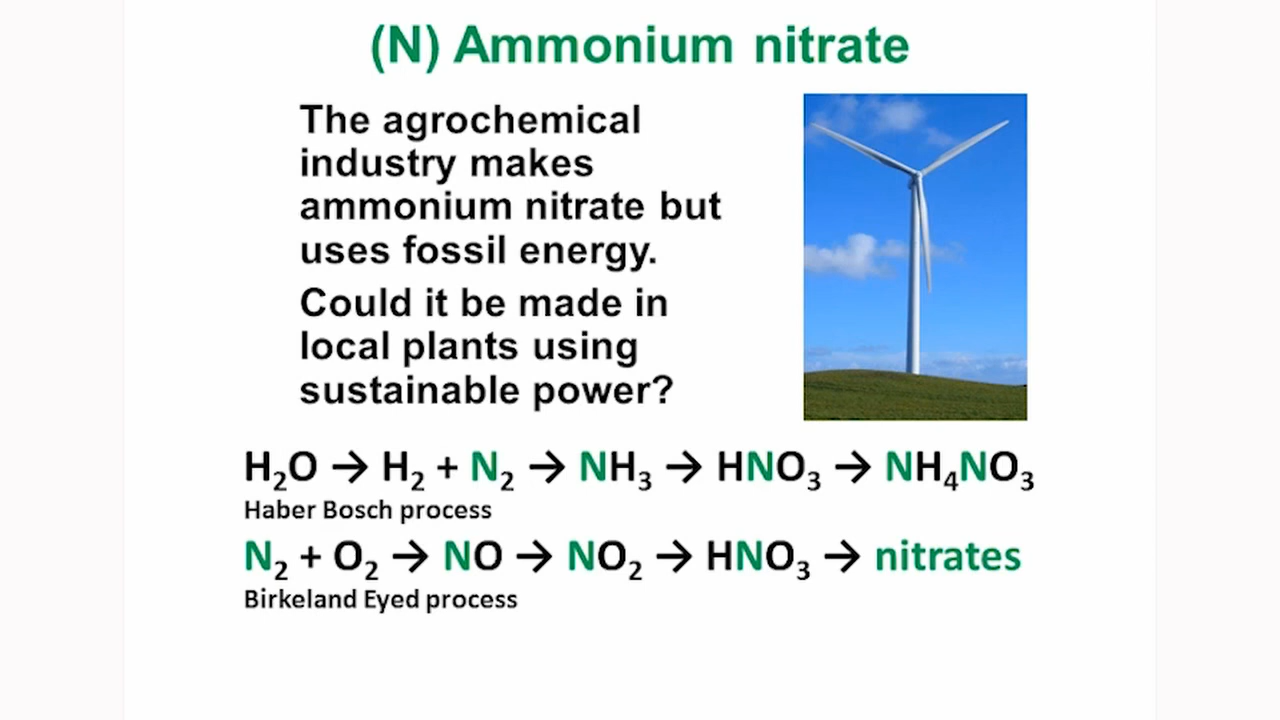 (N) Ammonium nitrate
The agrochemical
industry makes
ammonium nitrate but
uses fossil energy.
Could it be made in
local plants using
sustainable power?
H₂O → H₂ + N₂ → NH₃ → HNO₃ → NH₄NO₃
Haber Bosch process
N₂ + O₂ → NO → NO₂ → HNO₃ → nitrates
Birkeland Eyed process